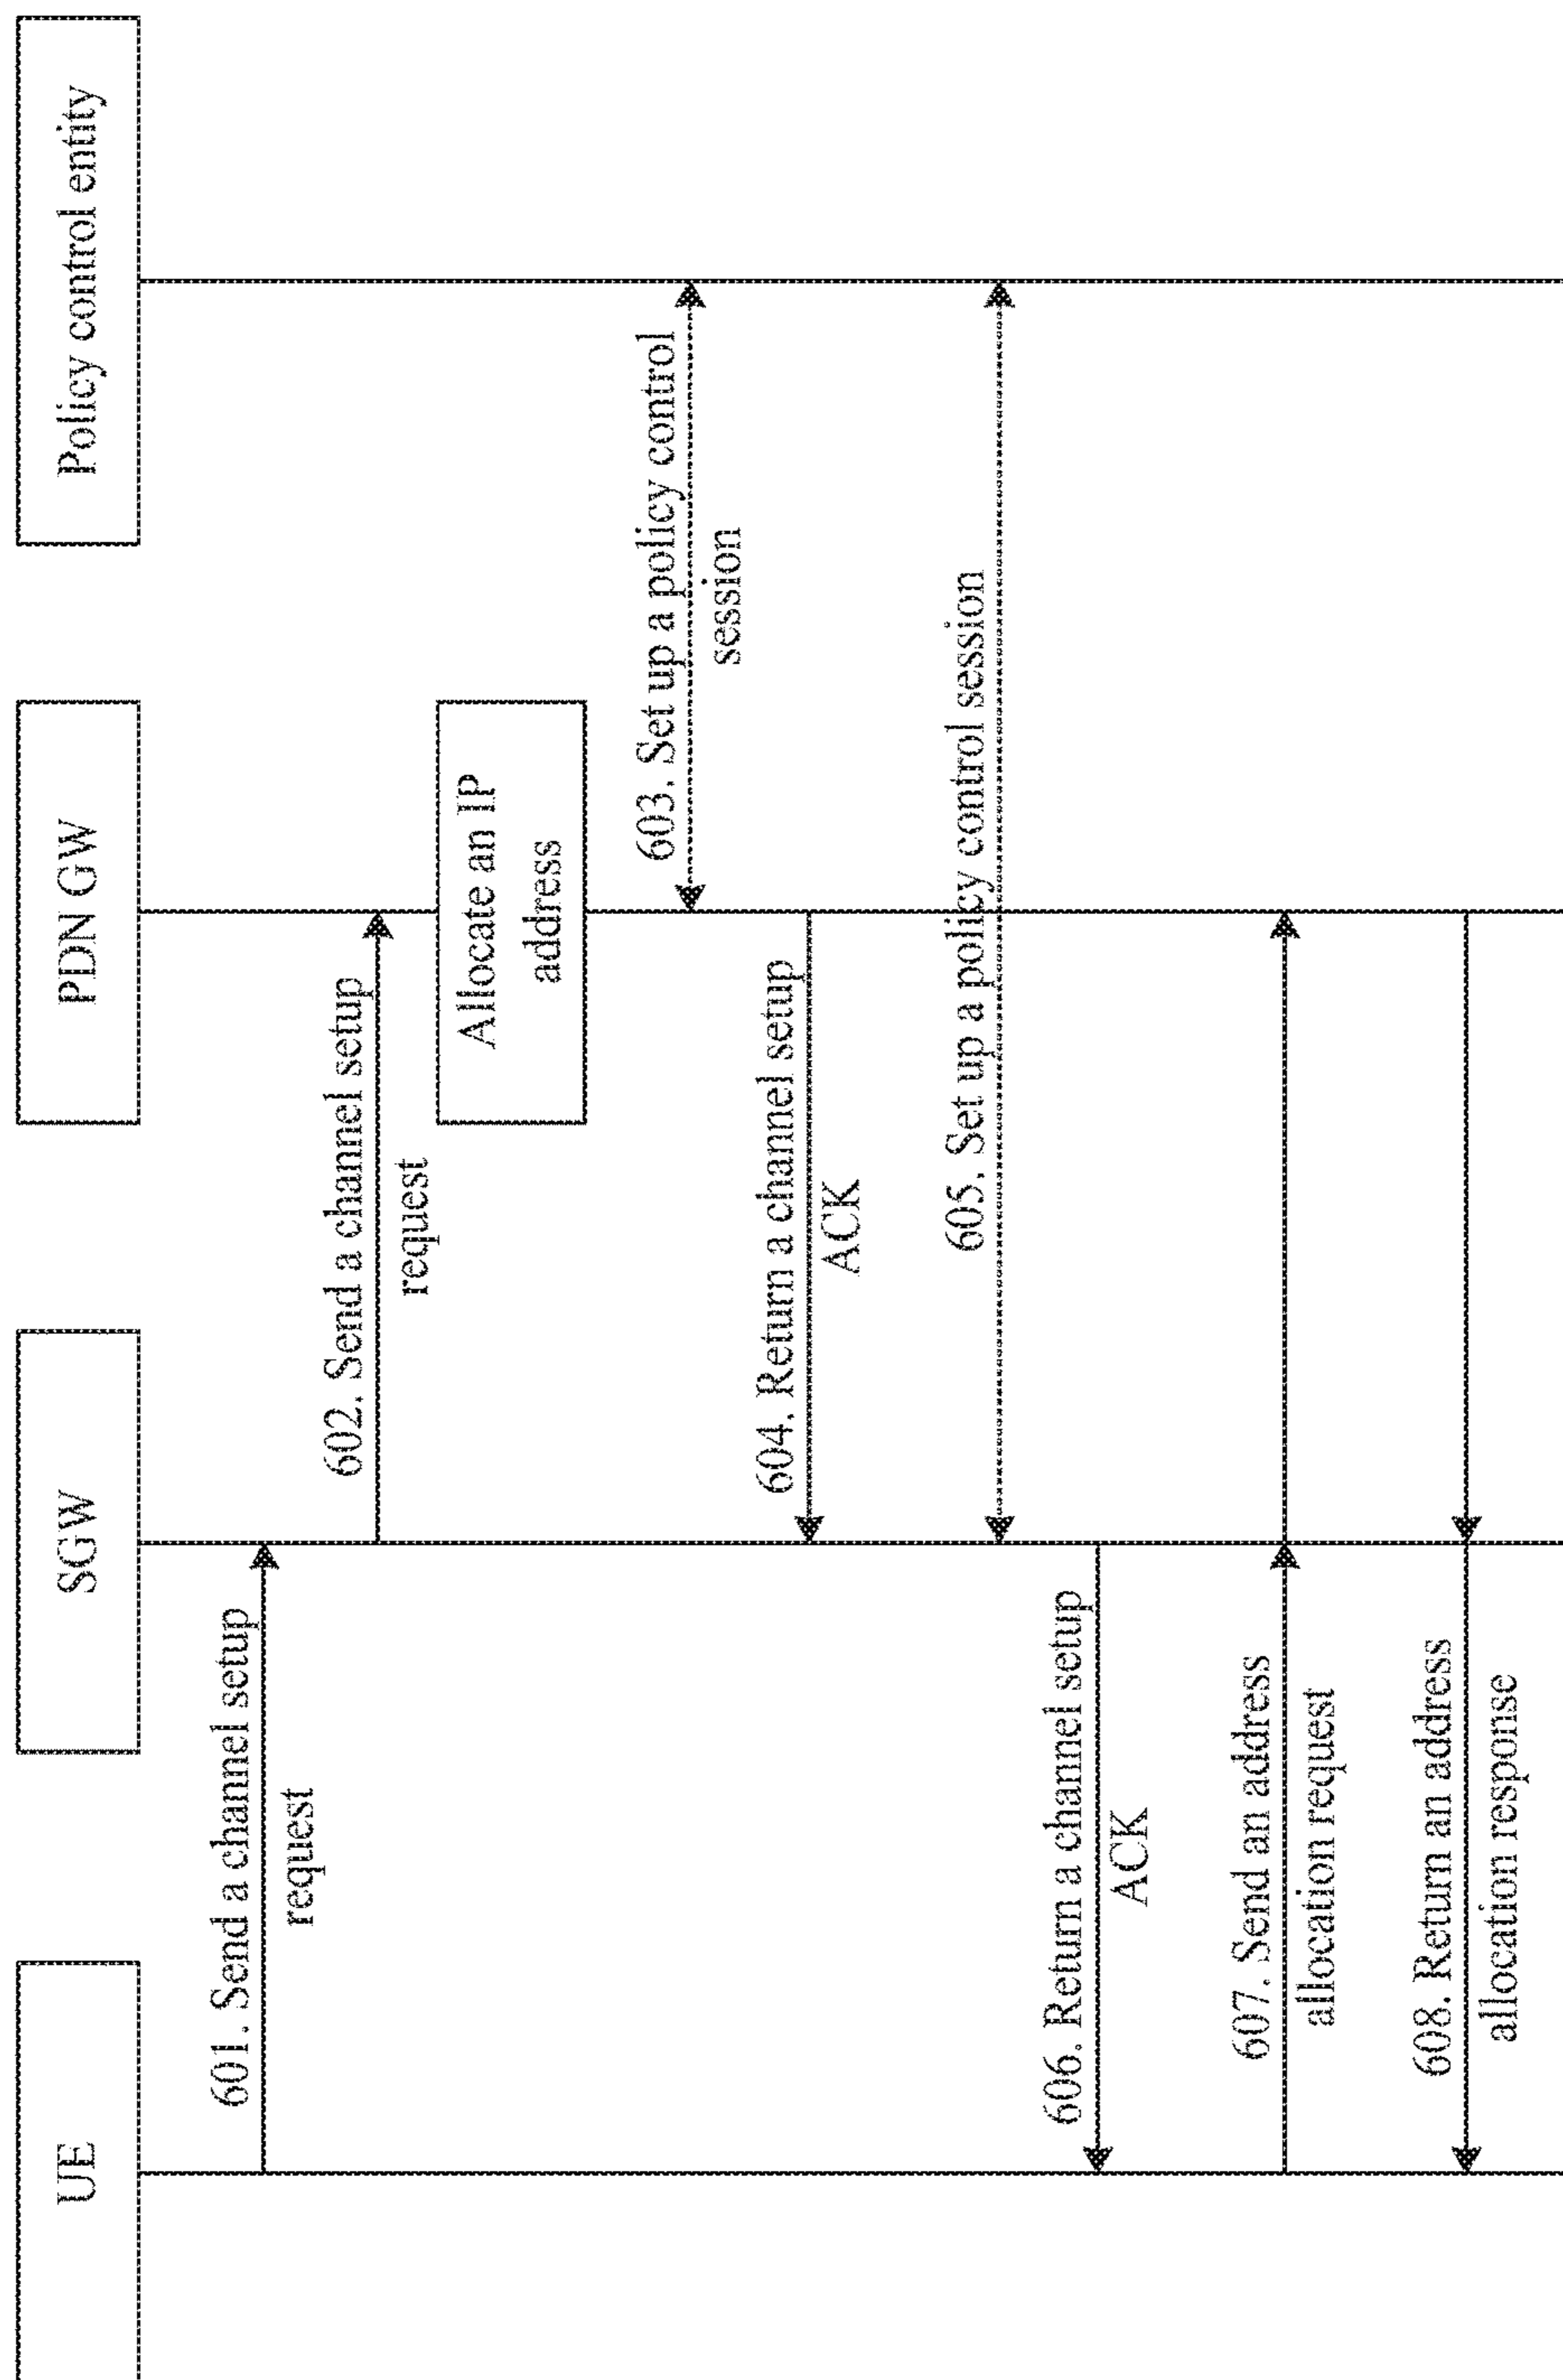 UE
SGW
PDN GW
Policy control entity
601. Send a channel setup
request
602. Send a channel setup
request
Allocate an IP
address
603. Set up a policy control
session
604. Return a channel setup
ACK
605. Set up a policy control session
606. Return a channel setup
ACK
607. Send an address
allocation request
608. Return an address
allocation response